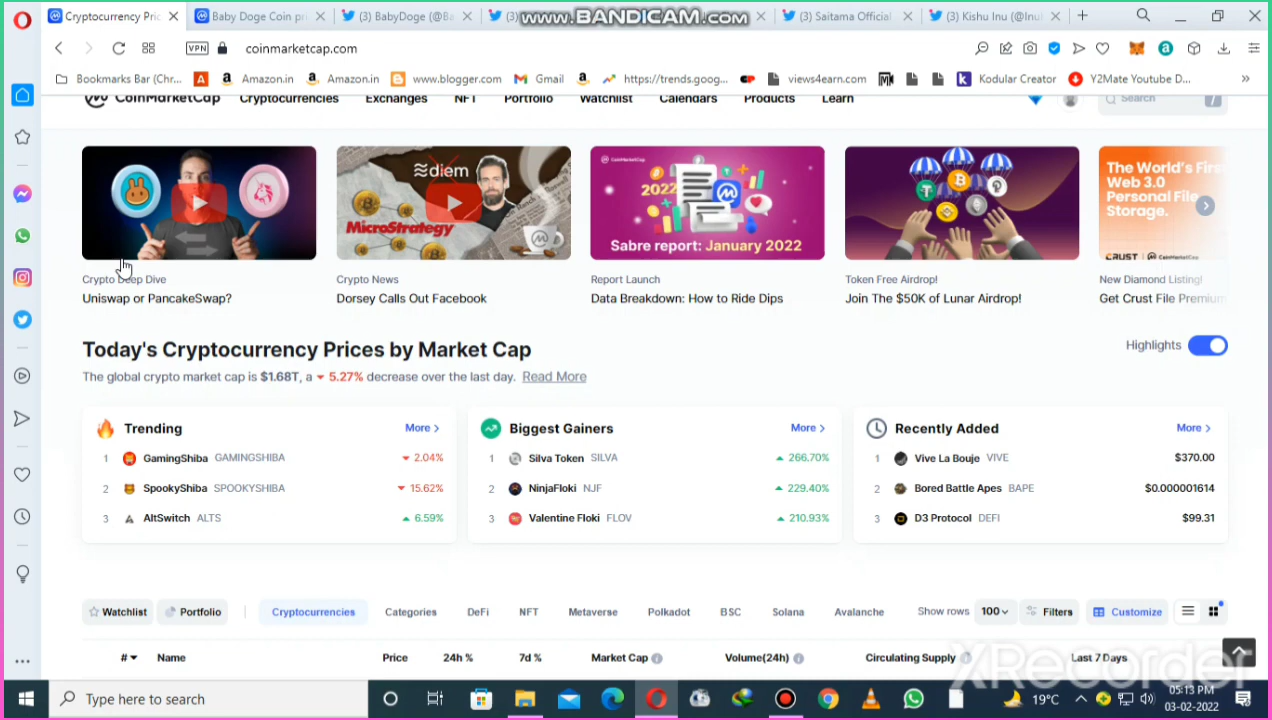 Cryptocurrency Pric
Baby Doge Coin pr
(3) BabyDoge (@Ba
(3)
www.BANDICAM.com
(3) Saitama Official
(3) Kishu Inu (@Inu
VPN
coinmarketcap.com
Bookmarks Bar (Chr...
Amazon.in
Amazon.in
www.blogger.com
Gmail
https://trends.goog...
views4earn.com
Kodular Creator
Y2Mate Youtube D...
CoinMarketCap
Cryptocurrencies
Exchanges
NFT
Portfolio
Watchlist
Calendars
Products
Learn
Search
/
diem
MicroStrategy
CoinMarketCap
2022
Sabre report: January 2022
The World's Firs
Web 3.0
Personal File
Storage.
CRUST
CoinMarketCap
Crypto Deep Dive
Uniswap or PancakeSwap?
Crypto News
Dorsey Calls Out Facebook
Report Launch
Data Breakdown: How to Ride Dips
Token Free Airdrop!
Join The $50K of Lunar Airdrop!
New Diamond Listing!
Get Crust File Premium
Today's Cryptocurrency Prices by Market Cap
Highlights
The global crypto market cap is $1.68T, a 5.27% decrease over the last day. Read More
Trending
More
1 GamingShiba GAMINGSHIBA 2.04%
2 SpookyShiba SPOOKYSHIBA 15.62%
3 AltSwitch ALTS 6.59%
Biggest Gainers
More
1 Silva Token SILVA 266.70%
2 NinjaFloki NJF 229.40%
3 Valentine Floki FLOV 210.93%
Recently Added
More
1 Vive La Bouje VIVE $370.00
2 Bored Battle Apes BAPE $0.000001614
3 D3 Protocol DEFI $99.31
Watchlist
Portfolio
Cryptocurrencies
Categories
DeFi
NFT
Metaverse
Polkadot
BSC
Solana
Avalanche
Show rows
100
Filters
Customize
#
Name
Price
24h %
7d %
Market Cap
Volume(24h)
Circulating Supply
Last 7 Days
XRecorder
Type here to search
19°C
05:13 PM
03-02-2022